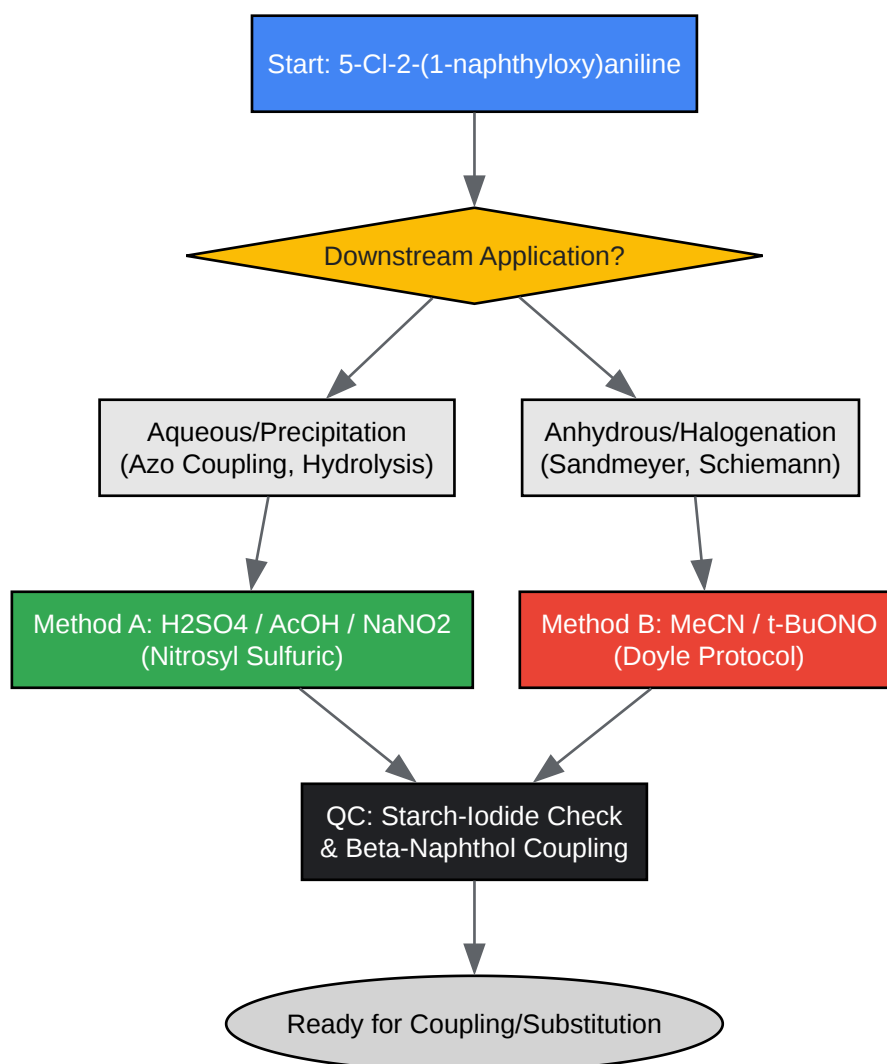 Start: 5-Cl-2-(1-naphthyloxy)aniline
Downstream Application?
Aqueous/Precipitation
(Azo Coupling, Hydrolysis)
Anhydrous/Halogenation
(Sandmeyer, Schiemann)
Method A: H2SO4 / AcOH / NaNO2
(Nitrosyl Sulfuric)
Method B: MeCN / t-BuONO
(Doyle Protocol)
QC: Starch-Iodide Check
& Beta-Naphthol Coupling
Ready for Coupling/Substitution